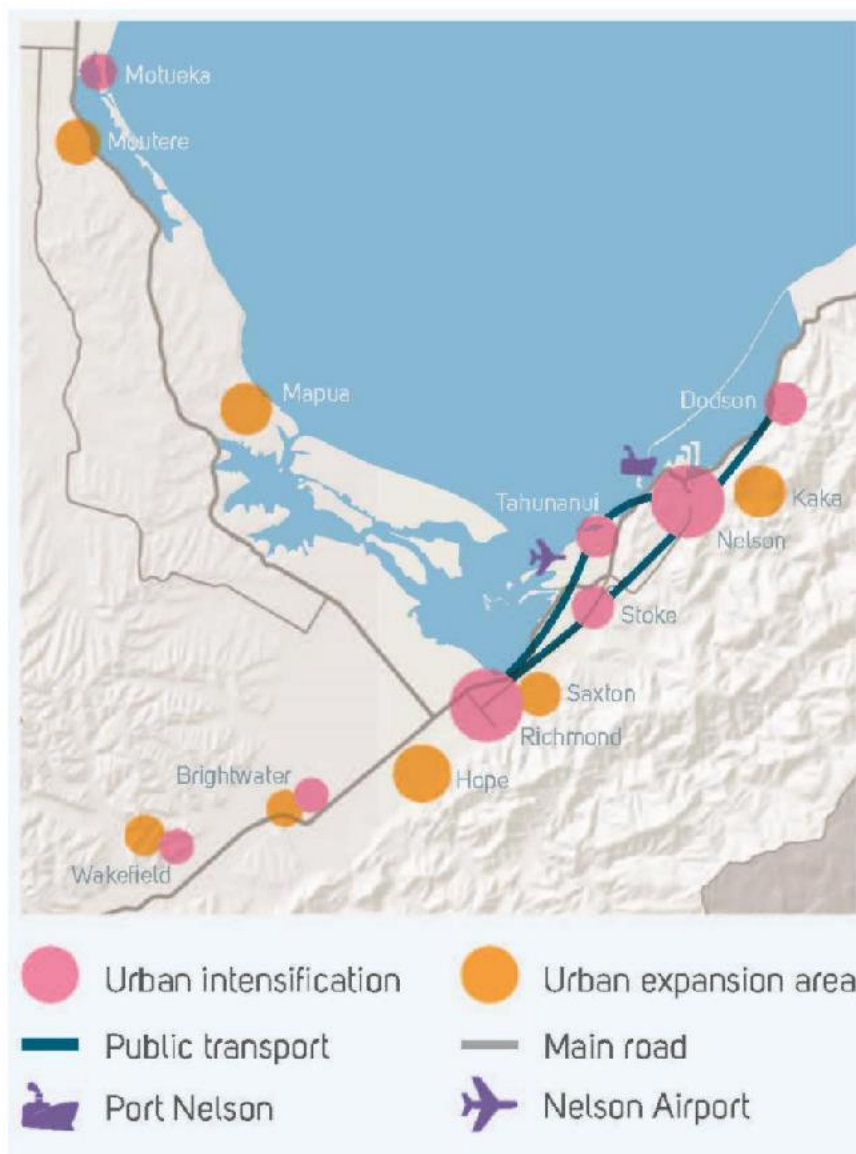 Motueka
Moutere
Mapua
Dodson
Kaka
Tahunanui
Nelson
Stoke
Saxton
Richmond
Brightwater
Hope
Wakefield
Urban intensification
Urban expansion area
Public transport
Main road
Port Nelson
Nelson Airport